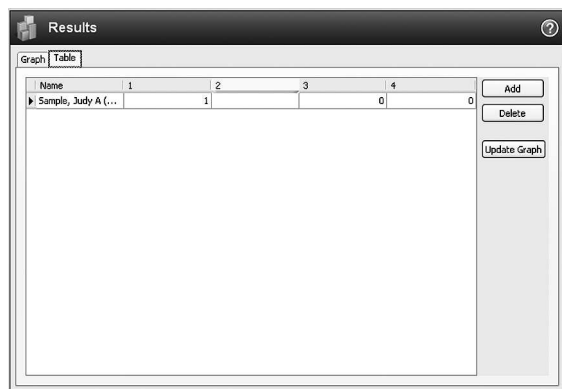 Results
Graph Table
Name 1 2 3 4
Sample, Judy A (... 1 0 0
Add
Delete
Update Graph